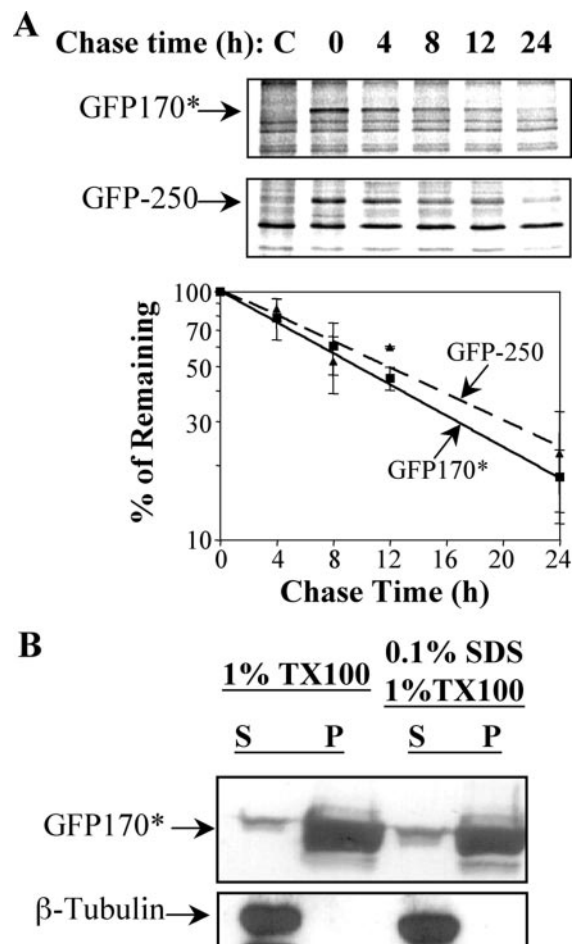 A
Chase time (h): C 0 4 8 12 24
GFP170*
GFP-250
100
70
50
30
10
% of Remaining
GFP-250
GFP170*
0 4 8 12 16 20 24
Chase Time (h)
B
1% TX100
0.1% SDS
1%TX100
S P S P
GFP170*
β-Tubulin